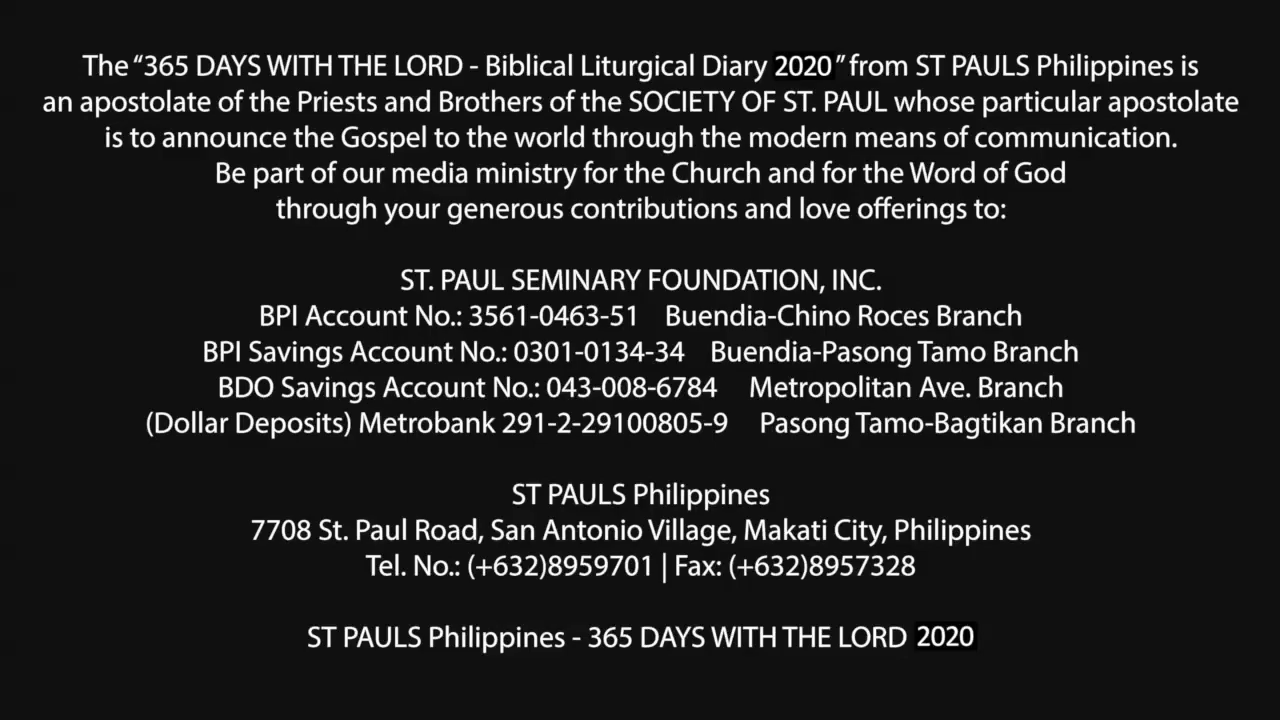 The “365 DAYS WITH THE LORD - Biblical Liturgical Diary 2020” from ST PAULS Philippines is
an apostolate of the Priests and Brothers of the SOCIETY OF ST. PAUL whose particular apostolate
is to announce the Gospel to the world through the modern means of communication.
Be part of our media ministry for the Church and for the Word of God
through your generous contributions and love offerings to:
ST. PAUL SEMINARY FOUNDATION, INC.
BPI Account No.: 3561-0463-51 Buendia-Chino Roces Branch
BPI Savings Account No.: 0301-0134-34 Buendia-Pasong Tamo Branch
BDO Savings Account No.: 043-008-6784 Metropolitan Ave. Branch
(Dollar Deposits) Metrobank 291-2-29100805-9 Pasong Tamo-Bagtikan Branch
ST PAULS Philippines
7708 St. Paul Road, San Antonio Village, Makati City, Philippines
Tel. No.: (+632)8959701 | Fax: (+632)8957328
ST PAULS Philippines - 365 DAYS WITH THE LORD 2020